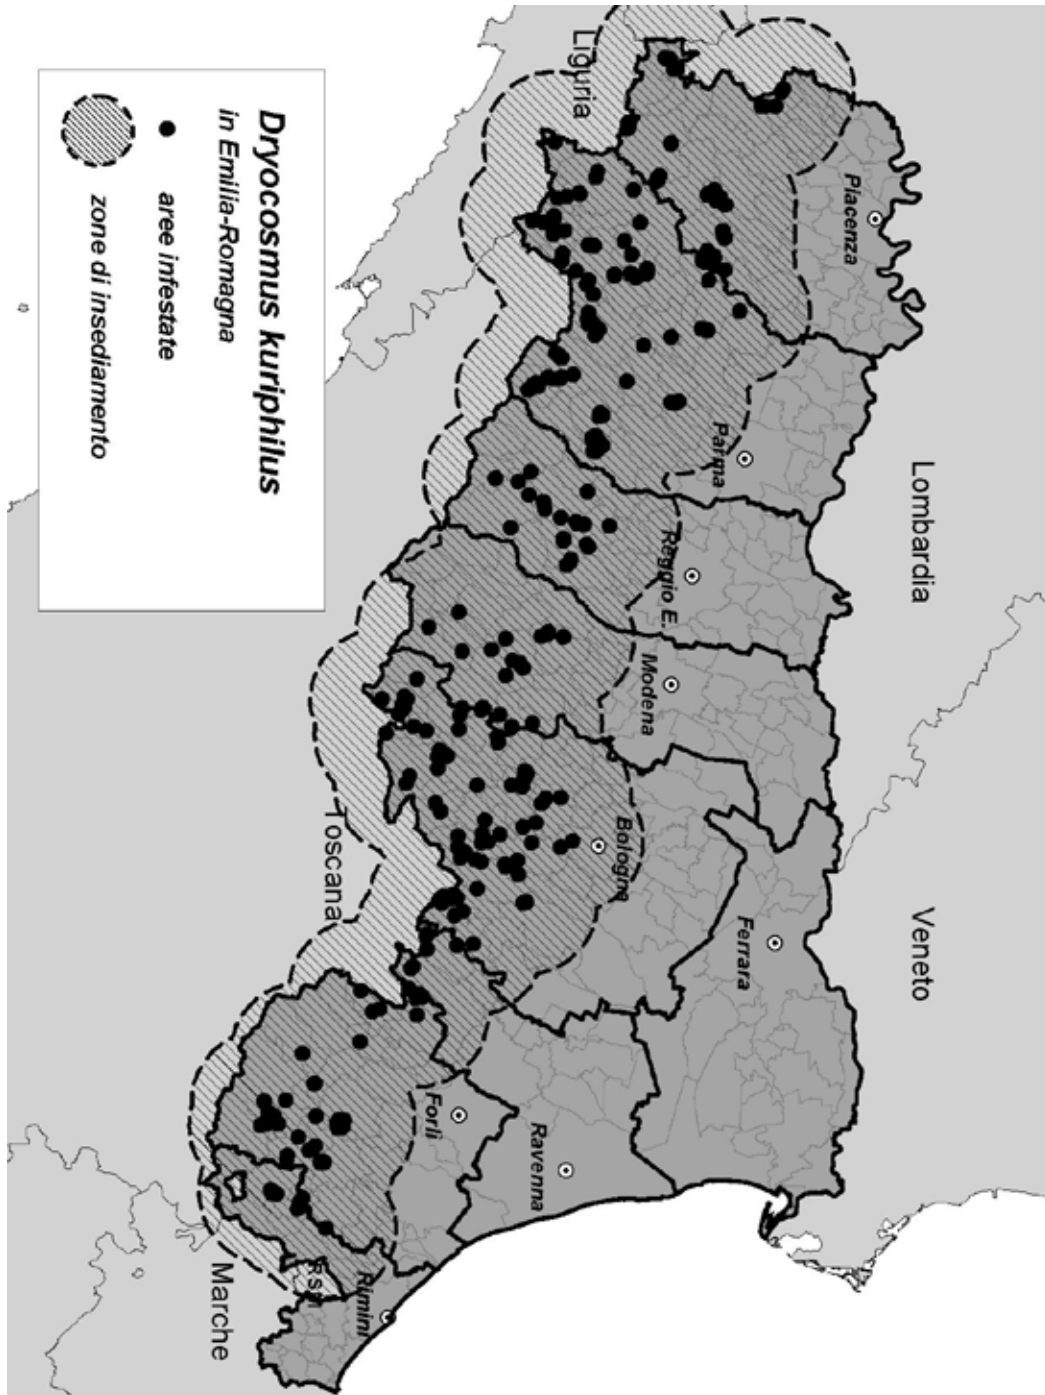 Dryocosmus kuriphilus
in Emilia-Romagna
aree infestate
zone di insediamento
Lombardia
Veneto
Liguria
Toscana
Marche
Piacenza
Parma
Reggio E.
Modena
Bologna
Ferrara
Ravenna
Forlì
Rimini
RSM